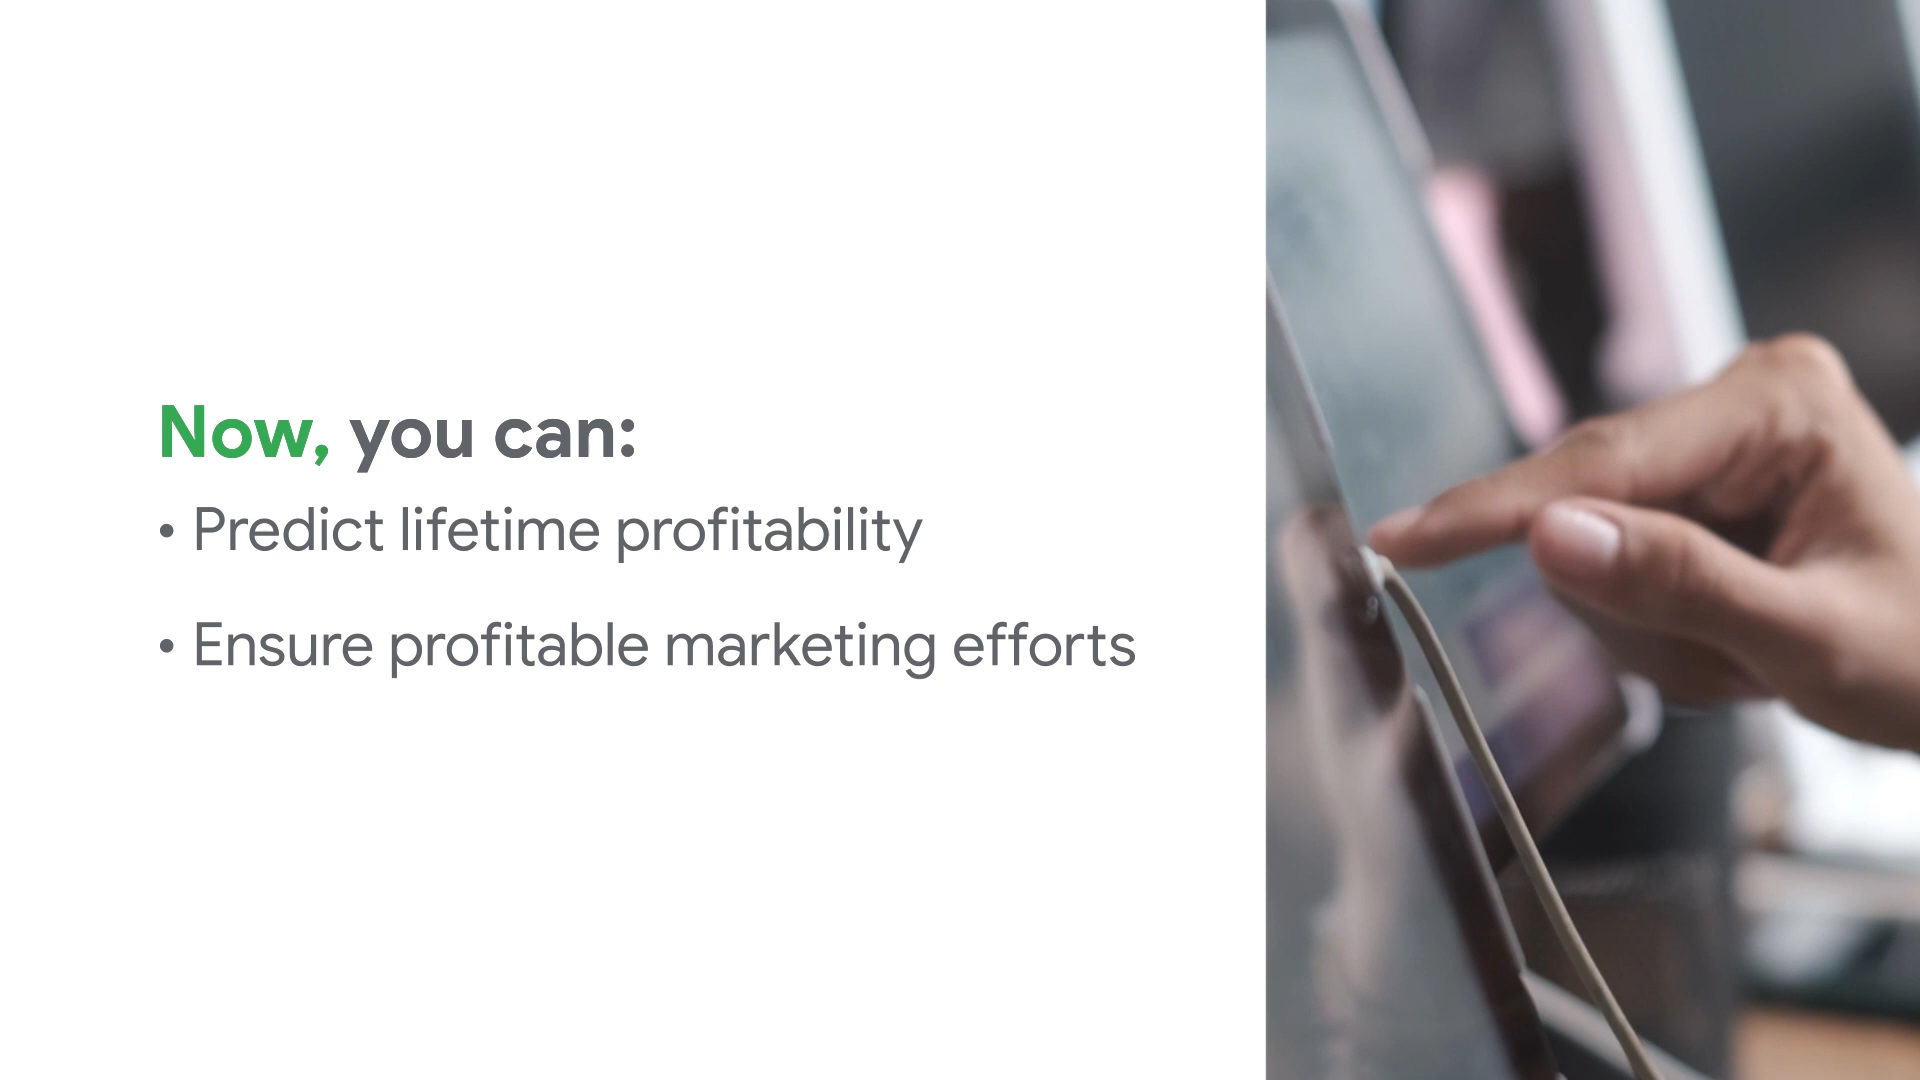 Now, you can:
• Predict lifetime profitability
• Ensure profitable marketing efforts